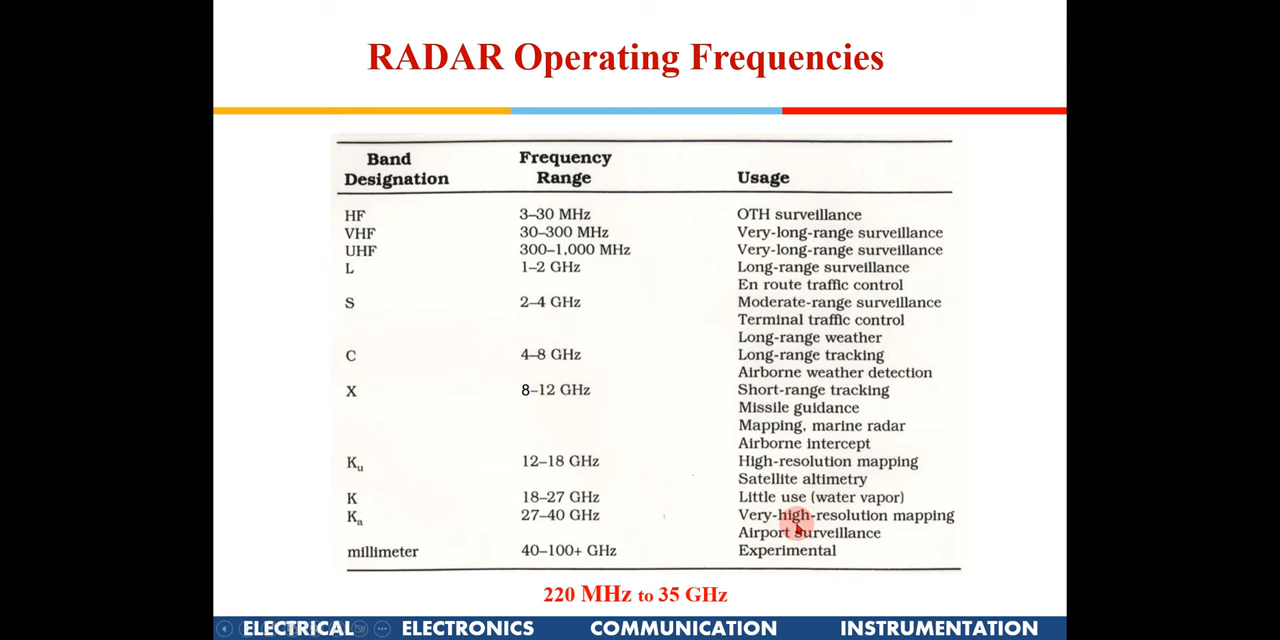 RADAR Operating Frequencies
Band Designation Frequency Range Usage
HF 3–30 MHz OTH surveillance
VHF 30–300 MHz Very-long-range surveillance
UHF 300–1,000 MHz Very-long-range surveillance
L 1–2 GHz Long-range surveillance
En route traffic control
S 2–4 GHz Moderate-range surveillance
Terminal traffic control
Long-range weather
C 4–8 GHz Long-range tracking
Airborne weather detection
X 8–12 GHz Short-range tracking
Missile guidance
Mapping, marine radar
Airborne intercept
Ku 12–18 GHz High-resolution mapping
Satellite altimetry
K 18–27 GHz Little use (water vapor)
Ka 27–40 GHz Very-high-resolution mapping
Airport surveillance
millimeter 40–100+ GHz Experimental
220 MHz to 35 GHz
ELECTRICAL ELECTRONICS COMMUNICATION INSTRUMENTATION